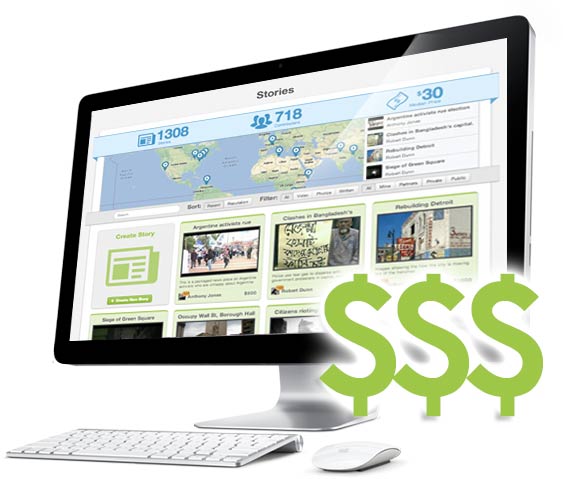 Stories
1308
Stories
718
Contributors
$30
Median Price
Argentine activists rue election
Anthony Jones
Clashes in Bangladesh's capital.
Robert Dunn
Rebuilding Detroit
Robert Dunn
Siege of Green Square
Robert Dunn
Search
Sort: Recent Reputation
Filter: All Video Photos Written
All Mine Partners Private Public
Create Story
+ Create New Story
Argentine activists rue
Anthony Jones
$500
Clashes in Bangladesh's
Robert Dunn
Rebuilding Detroit
Siege of Green Square
Occupy Wall St, Borough Hall
Citizens rioting
$$$